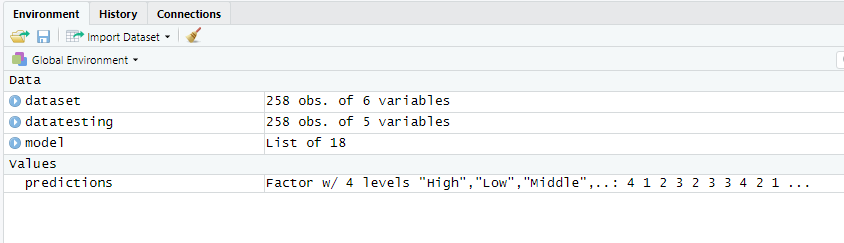 Environment History Connections
Import Dataset
Global Environment
Data
dataset 258 obs. of 6 variables
datatesting 258 obs. of 5 variables
model List of 18
Values
predictions Factor w/ 4 levels "High","Low","Middle",..: 4 1 2 3 2 3 3 4 2 1 ...